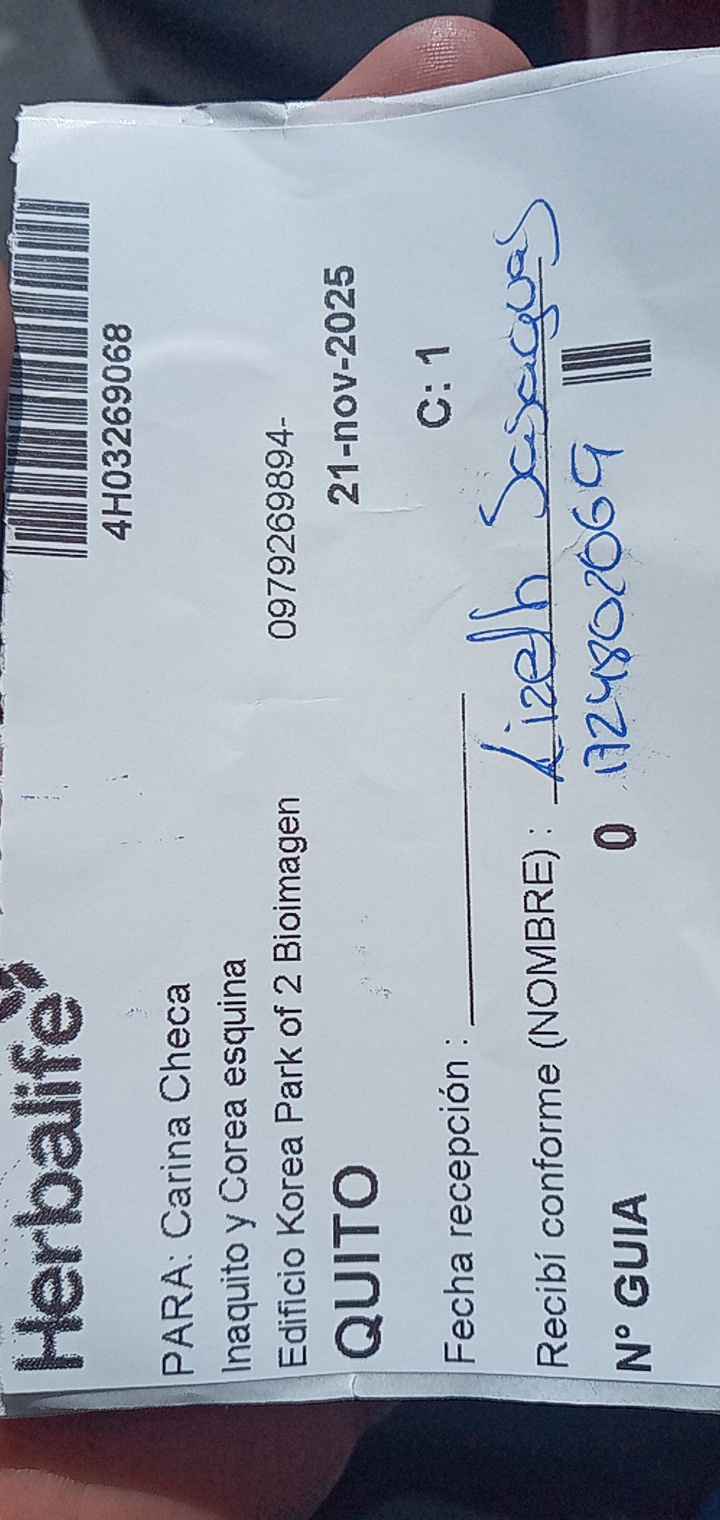 Herbalife
4H03269068
PARA: Carina Checa
Inaquito y Corea esquina
Edificio Korea Park of 2 Bioimagen 0979269894-
QUITO 21-nov-2025
C: 1
Fecha recepción :
Recibí conforme (NOMBRE) : Lizeth Sasaguay
N° GUIA 0 1724802069